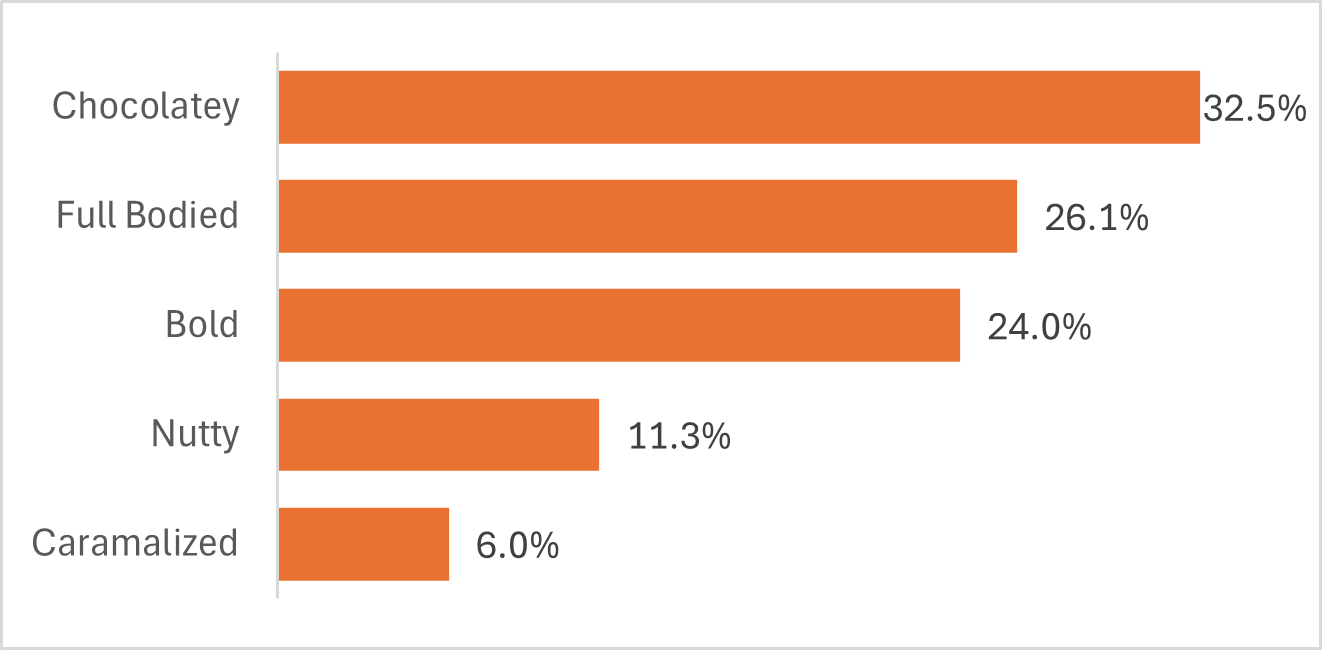 Chocolatey 32.5%
Full Bodied 26.1%
Bold 24.0%
Nutty 11.3%
Caramalized 6.0%